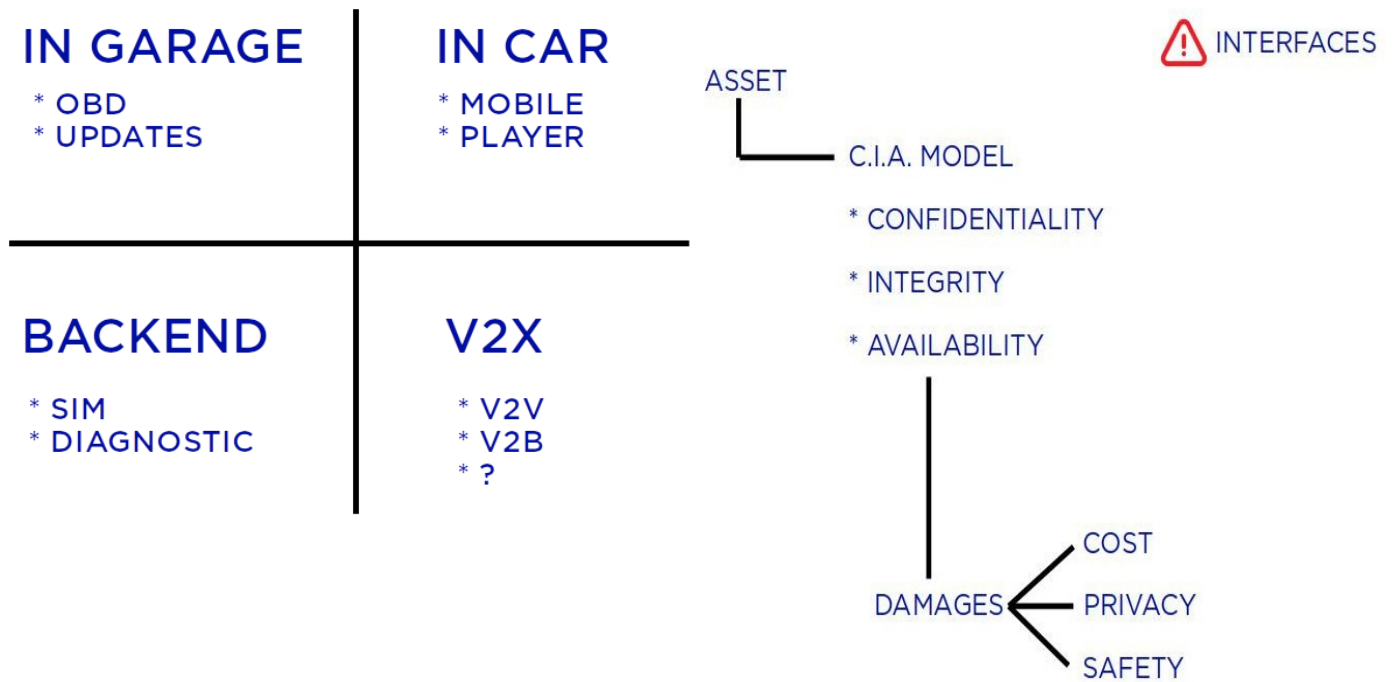 IN GARAGE
* OBD
* UPDATES
IN CAR
* MOBILE
* PLAYER
BACKEND
* SIM
* DIAGNOSTIC
V2X
* V2V
* V2B
* ?
INTERFACES
ASSET
C.I.A. MODEL
* CONFIDENTIALITY
* INTEGRITY
* AVAILABILITY
DAMAGES
COST
PRIVACY
SAFETY